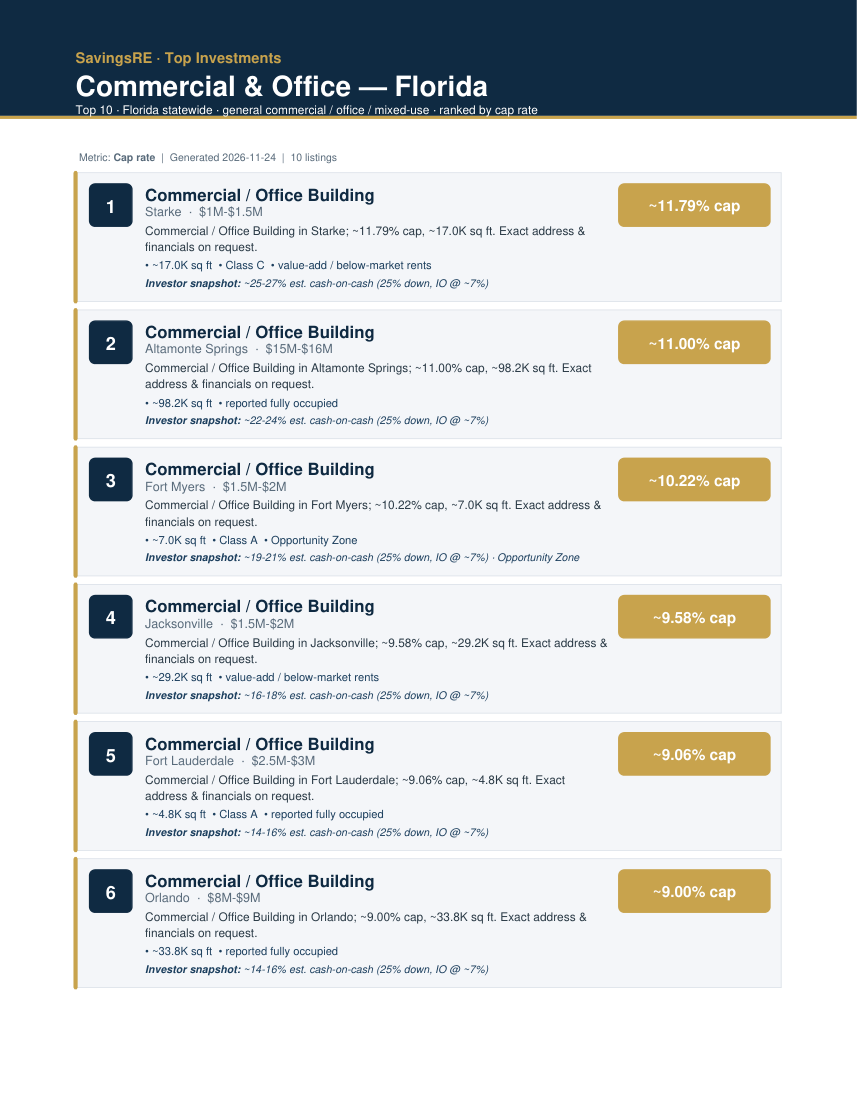 SavingsRE · Top Investments
Commercial & Office — Florida
Top 10 · Florida statewide · general commercial / office / mixed-use · ranked by cap rate
Metric: Cap rate | Generated 2026-11-24 | 10 listings
1
Commercial / Office Building
~11.79% cap
Starke · $1M-$1.5M
Commercial / Office Building in Starke; ~11.79% cap, ~17.0K sq ft. Exact address &
financials on request.
• ~17.0K sq ft • Class C • value-add / below-market rents
Investor snapshot: ~25-27% est. cash-on-cash (25% down, IO @ ~7%)
2
Commercial / Office Building
~11.00% cap
Altamonte Springs · $15M-$16M
Commercial / Office Building in Altamonte Springs; ~11.00% cap, ~98.2K sq ft. Exact
address & financials on request.
• ~98.2K sq ft • reported fully occupied
Investor snapshot: ~22-24% est. cash-on-cash (25% down, IO @ ~7%)
3
Commercial / Office Building
~10.22% cap
Fort Myers · $1.5M-$2M
Commercial / Office Building in Fort Myers; ~10.22% cap, ~7.0K sq ft. Exact address &
financials on request.
• ~7.0K sq ft • Class A • Opportunity Zone
Investor snapshot: ~19-21% est. cash-on-cash (25% down, IO @ ~7%) · Opportunity Zone
4
Commercial / Office Building
~9.58% cap
Jacksonville · $1.5M-$2M
Commercial / Office Building in Jacksonville; ~9.58% cap, ~29.2K sq ft. Exact address &
financials on request.
• ~29.2K sq ft • value-add / below-market rents
Investor snapshot: ~16-18% est. cash-on-cash (25% down, IO @ ~7%)
5
Commercial / Office Building
~9.06% cap
Fort Lauderdale · $2.5M-$3M
Commercial / Office Building in Fort Lauderdale; ~9.06% cap, ~4.8K sq ft. Exact
address & financials on request.
• ~4.8K sq ft • Class A • reported fully occupied
Investor snapshot: ~14-16% est. cash-on-cash (25% down, IO @ ~7%)
6
Commercial / Office Building
~9.00% cap
Orlando · $8M-$9M
Commercial / Office Building in Orlando; ~9.00% cap, ~33.8K sq ft. Exact address &
financials on request.
• ~33.8K sq ft • reported fully occupied
Investor snapshot: ~14-16% est. cash-on-cash (25% down, IO @ ~7%)